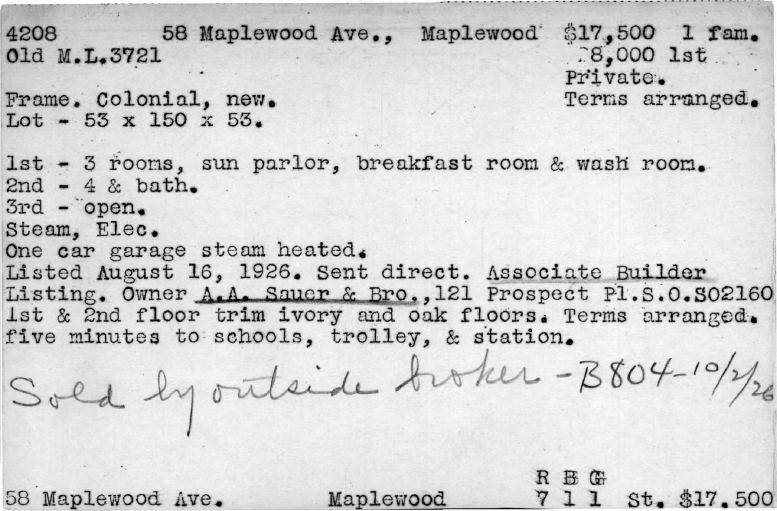 4208 58 Maplewood Ave., Maplewood $17,500 1 fam.
Old M.L.3721 8,000 1st
Private.
Frame. Colonial, new. Terms arranged.
Lot - 53 x 150 x 53.
1st - 3 rooms, sun parlor, breakfast room & wash room.
2nd - 4 & bath.
3rd - open.
Steam, Elec.
One car garage steam heated.
Listed August 16, 1926. Sent direct. Associate Builder
Listing. Owner A.A. Sauer & Bro.,121 Prospect Pl.S.O.SO2160
1st & 2nd floor trim ivory and oak floors. Terms arranged.
five minutes to schools, trolley, & station.
Sold by outside broker - B804 - 10/2/26
R B G
58 Maplewood Ave. Maplewood 7 1 1 St. $17.500